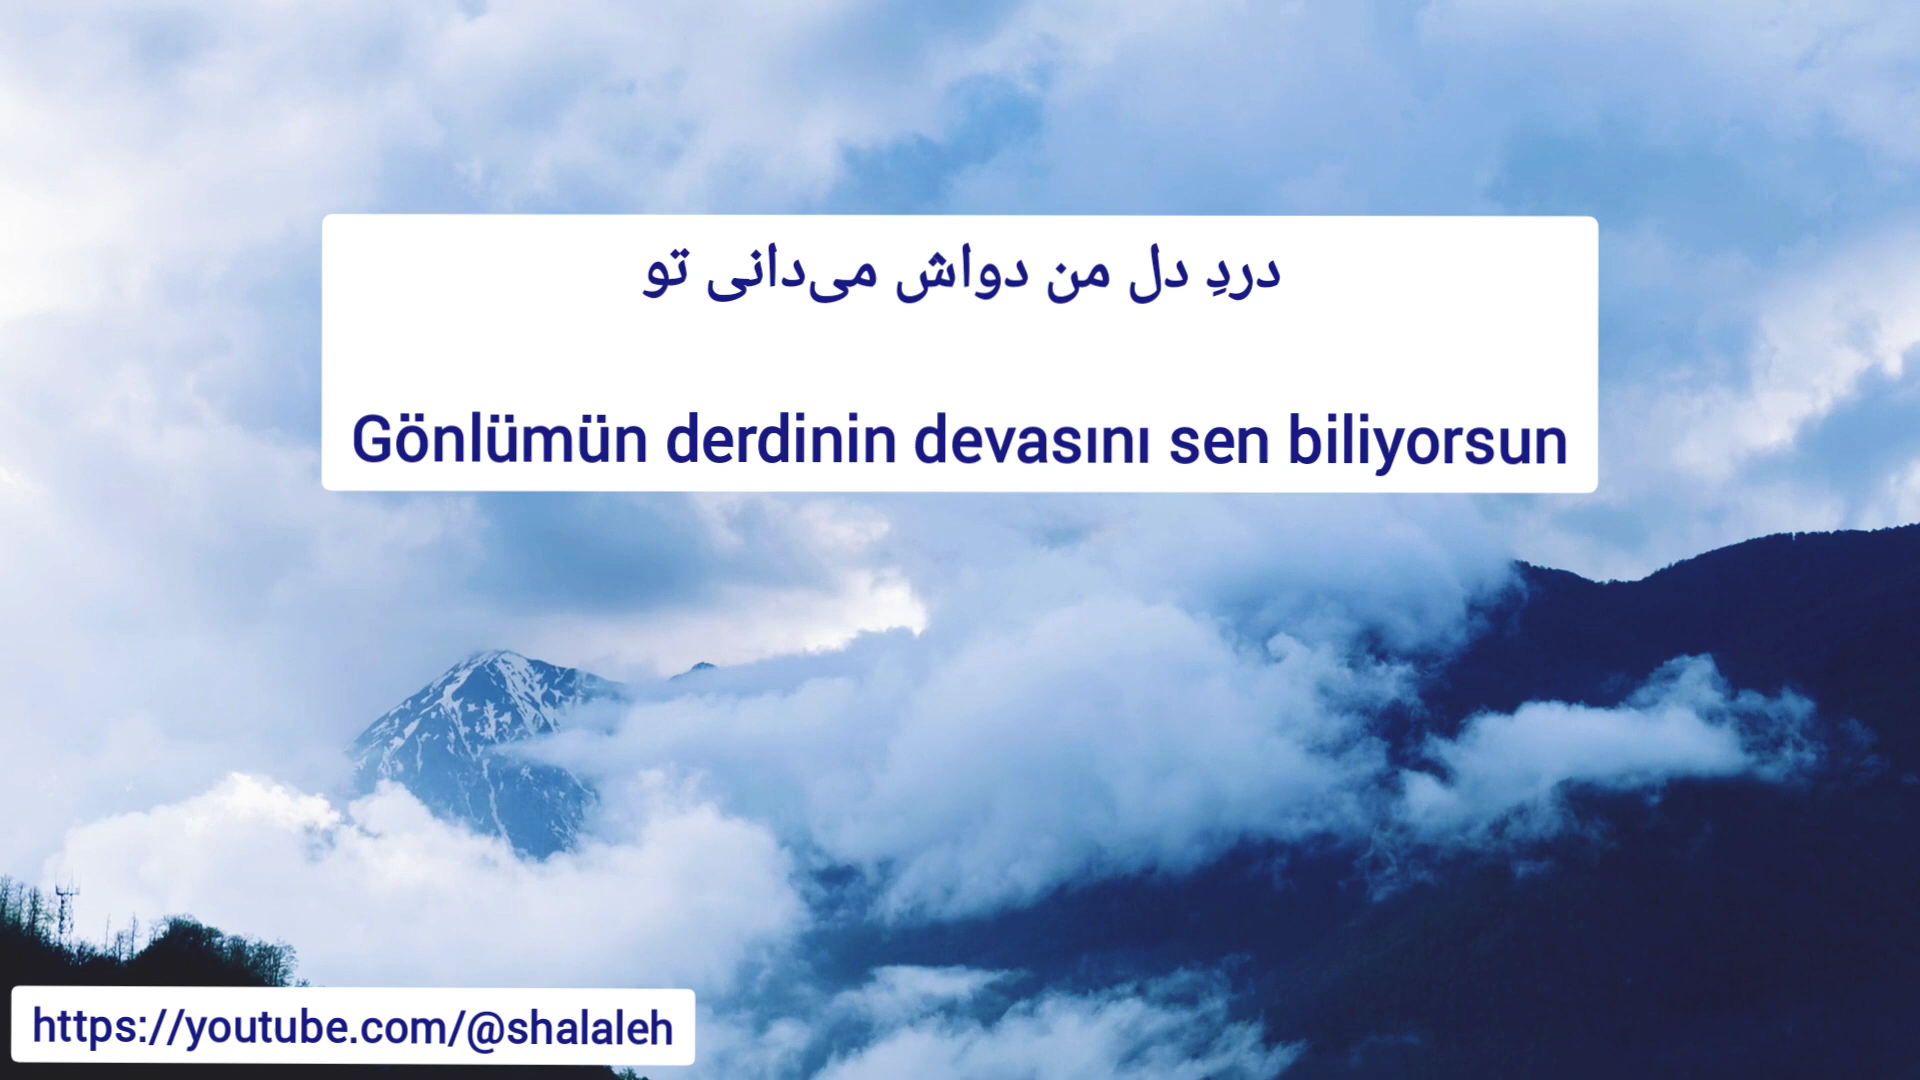 دردِ دل من دواش می‌دانی تو
Gönlümün derdinin devasını sen biliyorsun
https://youtube.com/@shalaleh